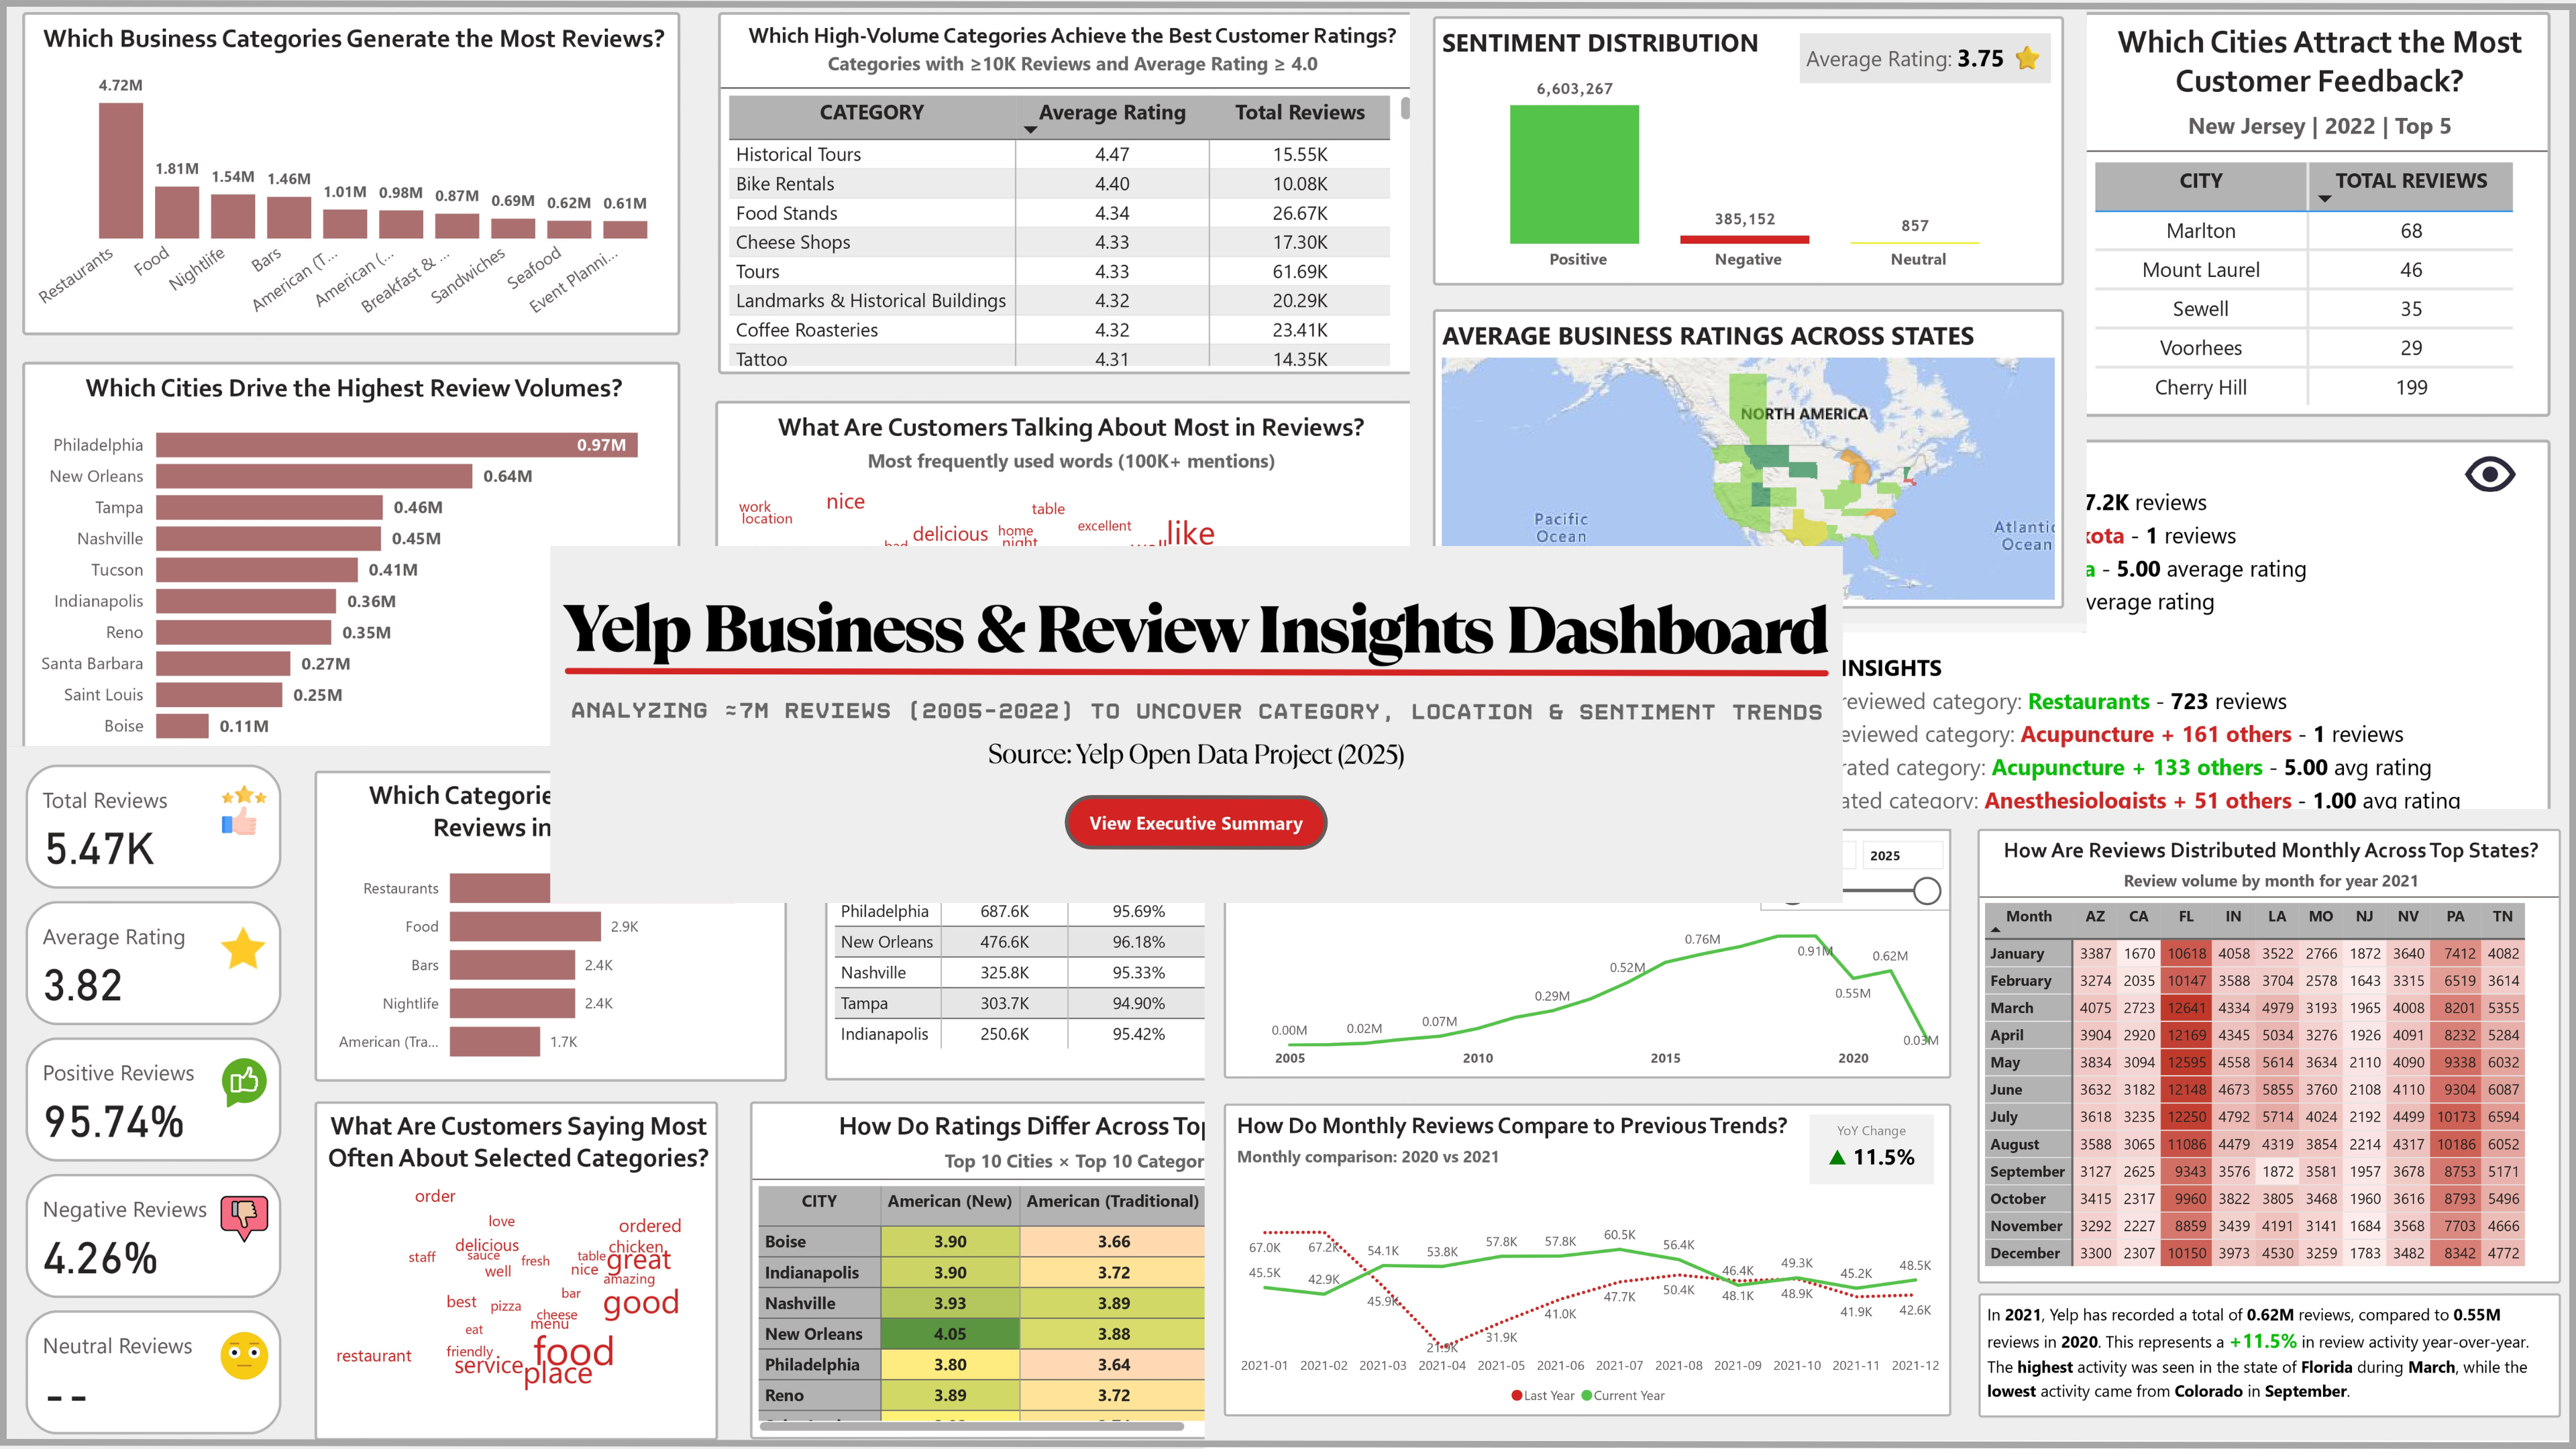 Which Business Categories Generate the Most Reviews?
4.72M
1.81M
1.54M
1.46M
1.01M
0.98M
0.87M
0.69M
0.62M
0.61M
Restaurants
Food
Nightlife
Bars
American (T...
American (...
Breakfast & ...
Sandwiches
Seafood
Event Planni...
Which High-Volume Categories Achieve the Best Customer Ratings?
Categories with ≥10K Reviews and Average Rating ≥ 4.0
CATEGORY Average Rating Total Reviews
Historical Tours 4.47 15.55K
Bike Rentals 4.40 10.08K
Food Stands 4.34 26.67K
Cheese Shops 4.33 17.30K
Tours 4.33 61.69K
Landmarks & Historical Buildings 4.32 20.29K
Coffee Roasteries 4.32 23.41K
Tattoo 4.31 14.35K
SENTIMENT DISTRIBUTION
Average Rating: 3.75
6,603,267
385,152
857
Positive
Negative
Neutral
Which Cities Attract the Most
Customer Feedback?
New Jersey | 2022 | Top 5
CITY TOTAL REVIEWS
Marlton 68
Mount Laurel 46
Sewell 35
Voorhees 29
Cherry Hill 199
Which Cities Drive the Highest Review Volumes?
Philadelphia 0.97M
New Orleans 0.64M
Tampa 0.46M
Nashville 0.45M
Tucson 0.41M
Indianapolis 0.36M
Reno 0.35M
Santa Barbara 0.27M
Saint Louis 0.25M
Boise 0.11M
What Are Customers Talking About Most in Reviews?
Most frequently used words (100K+ mentions)
work
location
nice
delicious
home
night
table
excellent
like
AVERAGE BUSINESS RATINGS ACROSS STATES
NORTH AMERICA
Pacific
Ocean
Atlantic
Ocean
7.2K reviews
kota - 1 reviews
a - 5.00 average rating
verage rating
Yelp Business & Review Insights Dashboard
ANALYZING ≈7M REVIEWS (2005-2022) TO UNCOVER CATEGORY, LOCATION & SENTIMENT TRENDS
Source: Yelp Open Data Project (2025)
View Executive Summary
INSIGHTS
eviewed category: Restaurants - 723 reviews
eviewed category: Acupuncture + 161 others - 1 reviews
rated category: Acupuncture + 133 others - 5.00 avg rating
ated category: Anesthesiologists + 51 others - 1.00 avg rating
Total Reviews
5.47K
Average Rating
3.82
Positive Reviews
95.74%
Negative Reviews
4.26%
Neutral Reviews
--
Which Categorie
Reviews in
Restaurants
Food 2.9K
Bars 2.4K
Nightlife 2.4K
American (Tra... 1.7K
Philadelphia 687.6K 95.69%
New Orleans 476.6K 96.18%
Nashville 325.8K 95.33%
Tampa 303.7K 94.90%
Indianapolis 250.6K 95.42%
2025
0.00M
0.02M
0.07M
0.29M
0.52M
0.76M
0.91M
0.55M
0.62M
0.03M
2005 2010 2015 2020
How Are Reviews Distributed Monthly Across Top States?
Review volume by month for year 2021
Month AZ CA FL IN LA MO NJ NV PA TN
January 3387 1670 10618 4058 3522 2766 1872 3640 7412 4082
February 3274 2035 10147 3588 3704 2578 1643 3315 6519 3614
March 4075 2723 12641 4334 4979 3193 1965 4008 8201 5355
April 3904 2920 12169 4345 5034 3276 1926 4091 8232 5284
May 3834 3094 12595 4558 5614 3634 2110 4090 9338 6032
June 3632 3182 12148 4673 5855 3760 2108 4110 9304 6087
July 3618 3235 12250 4792 5714 4024 2192 4499 10173 6594
August 3588 3065 11086 4479 4319 3854 2214 4317 10186 6052
September 3127 2625 9343 3576 1872 3581 1957 3678 8753 5171
October 3415 2317 9960 3822 3805 3468 1960 3616 8793 5496
November 3292 2227 8859 3439 4191 3141 1684 3568 7703 4666
December 3300 2307 10150 3973 4530 3259 1783 3482 8342 4772
What Are Customers Saying Most
Often About Selected Categories?
order
love
ordered
delicious
chicken
staff
sauce
table
great
fresh
well
nice
amazing
bar
best
pizza
good
cheese
menu
eat
friendly
food
restaurant
service
place
How Do Ratings Differ Across Top
Top 10 Cities × Top 10 Categor
CITY American (New) American (Traditional)
Boise 3.90 3.66
Indianapolis 3.90 3.72
Nashville 3.93 3.89
New Orleans 4.05 3.88
Philadelphia 3.80 3.64
Reno 3.89 3.72
How Do Monthly Reviews Compare to Previous Trends?
Monthly comparison: 2020 vs 2021
YoY Change
▲ 11.5%
67.0K
67.2K
45.9K
21.9K
31.9K
41.0K
47.7K
50.4K
48.1K
48.9K
41.9K
42.6K
45.5K
42.9K
54.1K
53.8K
57.8K
57.8K
60.5K
56.4K
46.4K
49.3K
45.2K
48.5K
2021-01 2021-02 2021-03 2021-04 2021-05 2021-06 2021-07 2021-08 2021-09 2021-10 2021-11 2021-12
Last Year Current Year
In 2021, Yelp has recorded a total of 0.62M reviews, compared to 0.55M
reviews in 2020. This represents a +11.5% in review activity year-over-year.
The highest activity was seen in the state of Florida during March, while the
lowest activity came from Colorado in September.